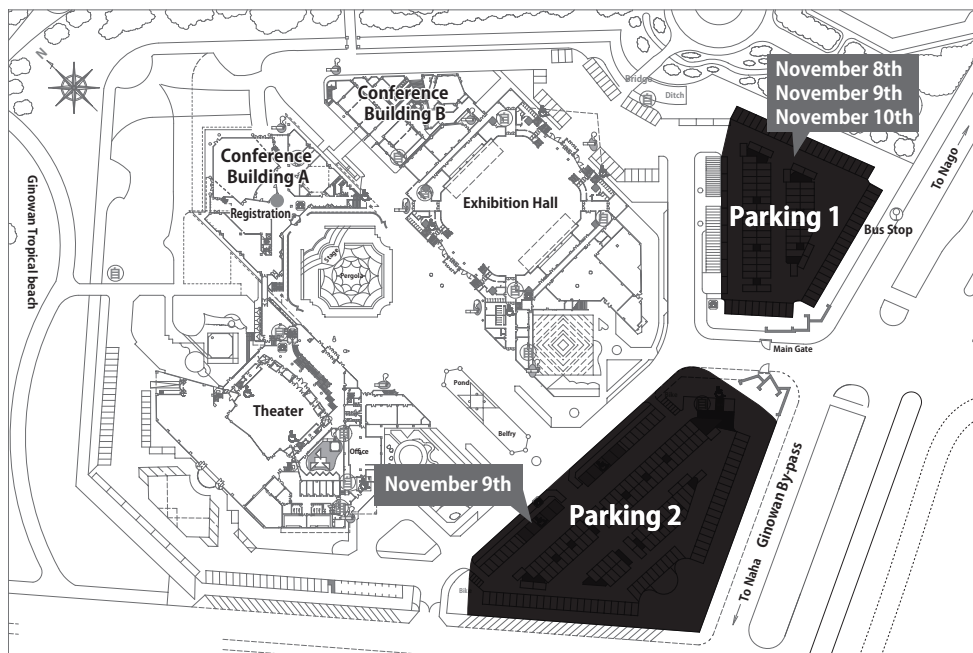 N
Bridge
Ditch
November 8th
November 9th
November 10th
Conference
Building B
Conference
Building A
Registration
Exhibition Hall
Parking 1
To Nago
Bus Stop
Ginowan Tropical beach
Stage
Pergola
Main Gate
Pond
Belfry
Theater
Office
November 9th
Parking 2
To Naha
Ginowan By-pass